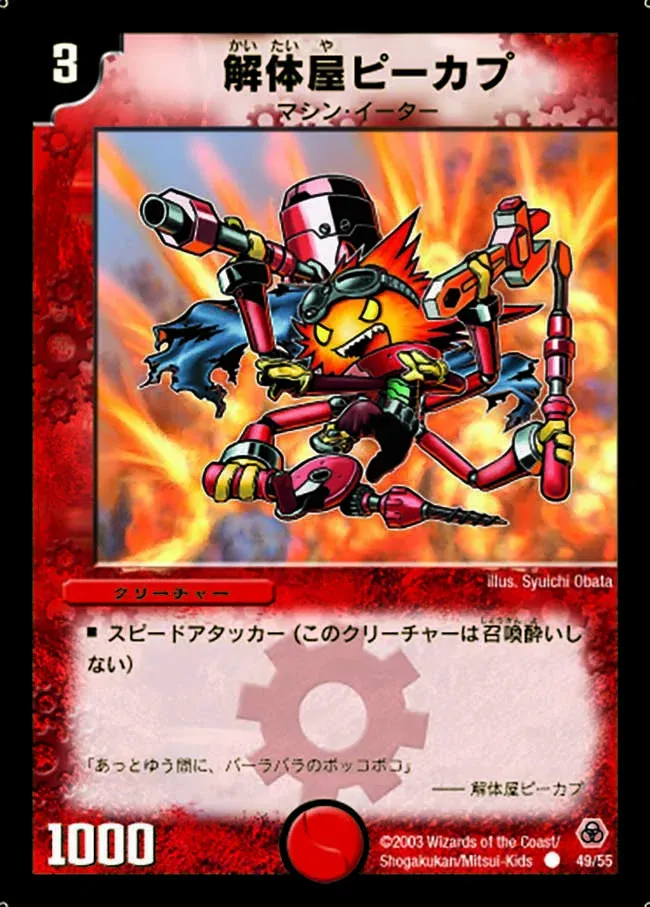 3
かい たい や
解体屋ピーカプ
マシン・イーター
illus. Syuichi Obata
クリーチャー
■ スピードアタッカー (このクリーチャーは召喚酔いし
ない)
「あっとゆう間に、バーラバラのボッコボコ」
—— 解体屋ピーカプ
1000
©2003 Wizards of the Coast/
Shogakukan/Mitsui-Kids
49/55